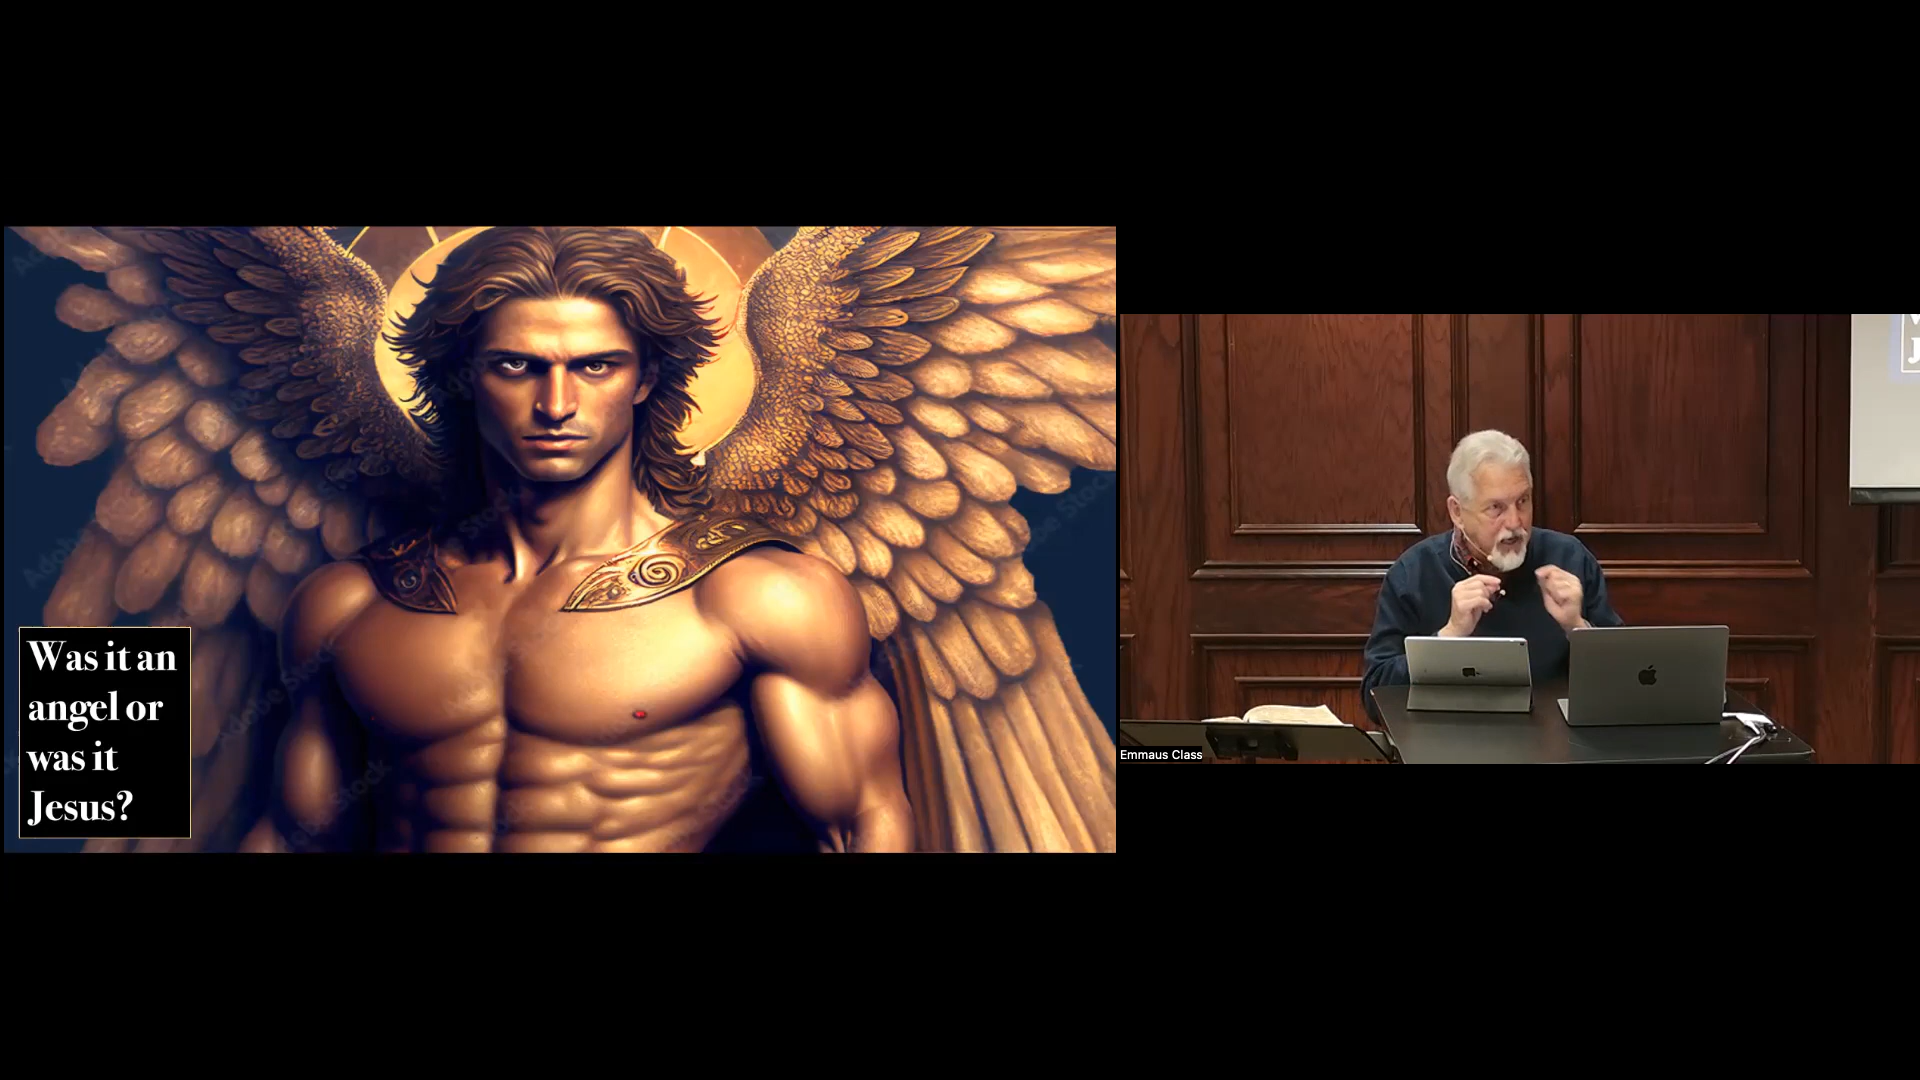 Was it an
angel or
was it
Jesus?
Emmaus Class